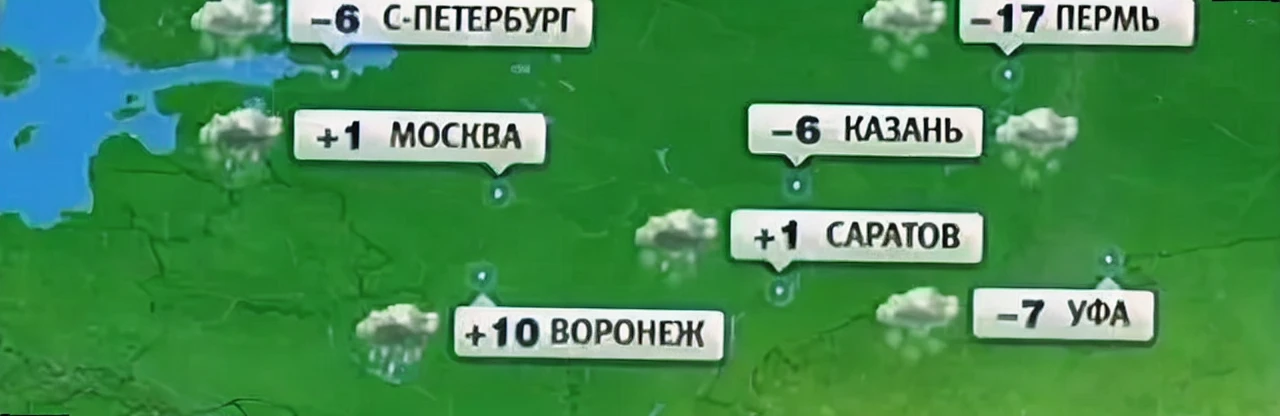 –6 С-ПЕТЕРБУРГ
–17 ПЕРМЬ
+1 МОСКВА
–6 КАЗАНЬ
+1 САРАТОВ
–7 УФА
+10 ВОРОНЕЖ